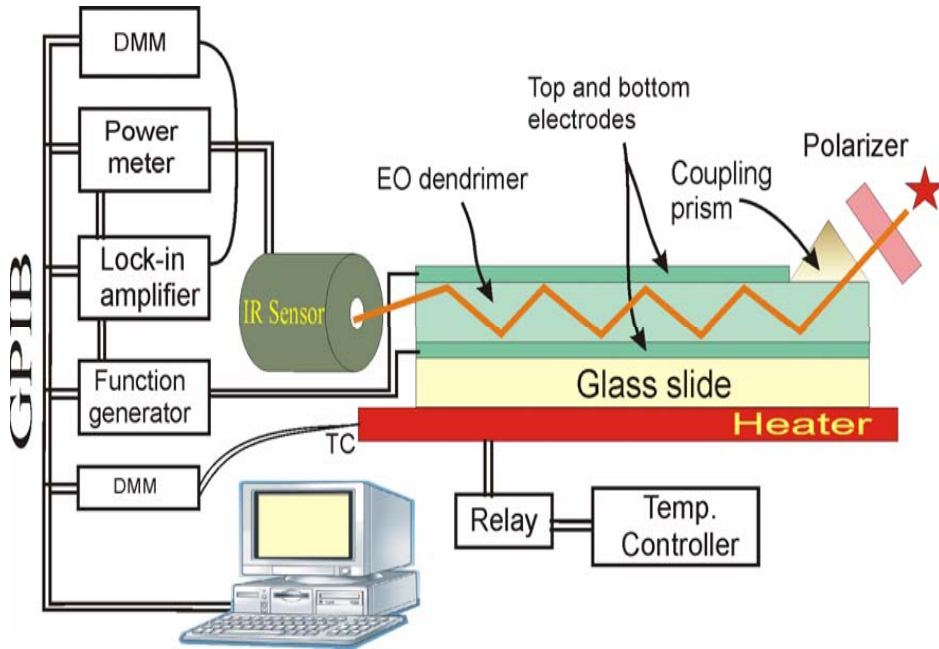 DMM
Power
meter
Lock-in
amplifier
Function
generator
DMM
GPIB
IR Sensor
EO dendrimer
Top and bottom
electrodes
Coupling
prism
Polarizer
Glass slide
Heater
TC
Relay
Temp.
Controller